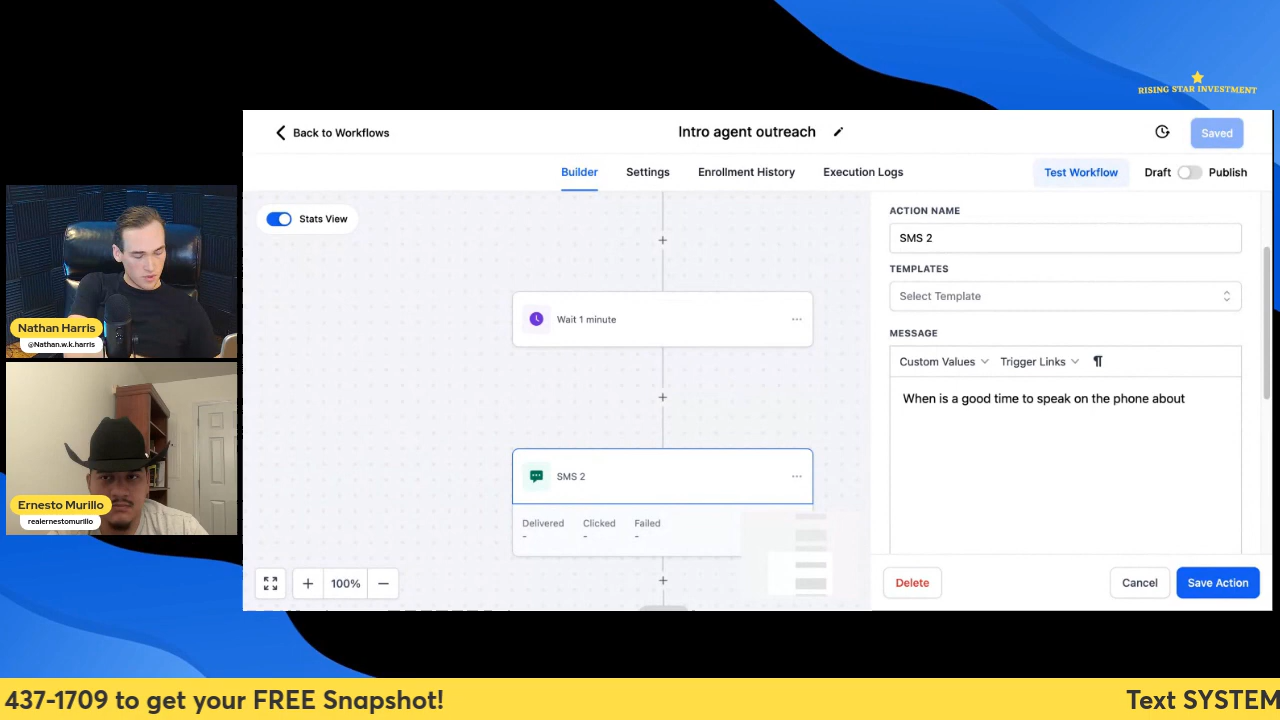 RISING STAR INVESTMENT
Back to Workflows
Intro agent outreach
Saved
Builder
Settings
Enrollment History
Execution Logs
Test Workflow
Draft
Publish
Stats View
Wait 1 minute
SMS 2
Delivered
Clicked
Failed
-
-
-
100%
ACTION NAME
SMS 2
TEMPLATES
Select Template
MESSAGE
Custom Values
Trigger Links
When is a good time to speak on the phone about
Delete
Cancel
Save Action
Nathan Harris
@Nathan.w.k.harris
Ernesto Murillo
realernestomurillo
437-1709 to get your FREE Snapshot!
Text SYSTEM